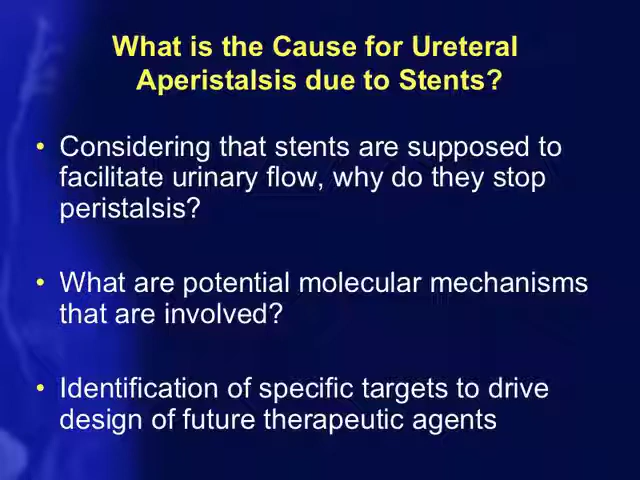 What is the Cause for Ureteral
Aperistalsis due to Stents?
• Considering that stents are supposed to
facilitate urinary flow, why do they stop
peristalsis?
• What are potential molecular mechanisms
that are involved?
• Identification of specific targets to drive
design of future therapeutic agents